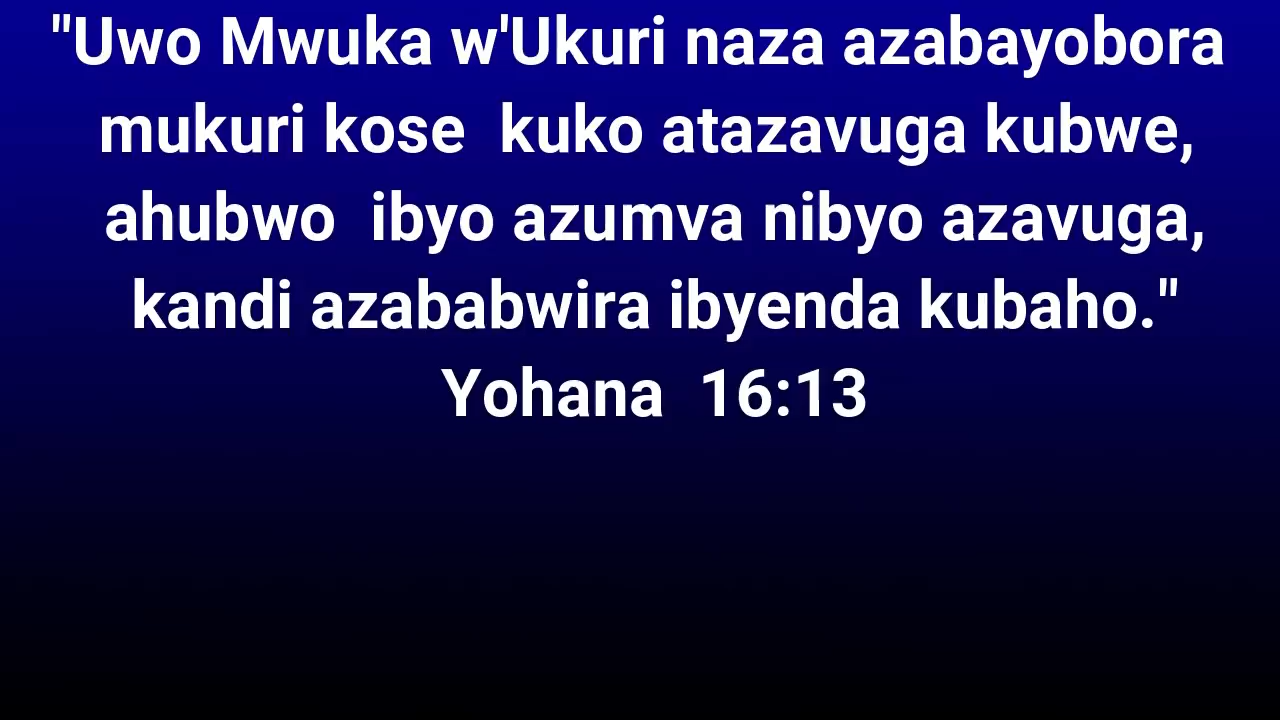 "Uwo Mwuka w'Ukuri naza azabayobora
mukuri kose  kuko atazavuga kubwe,
ahubwo  ibyo azumva nibyo azavuga,
kandi azababwira ibyenda kubaho."
Yohana  16:13